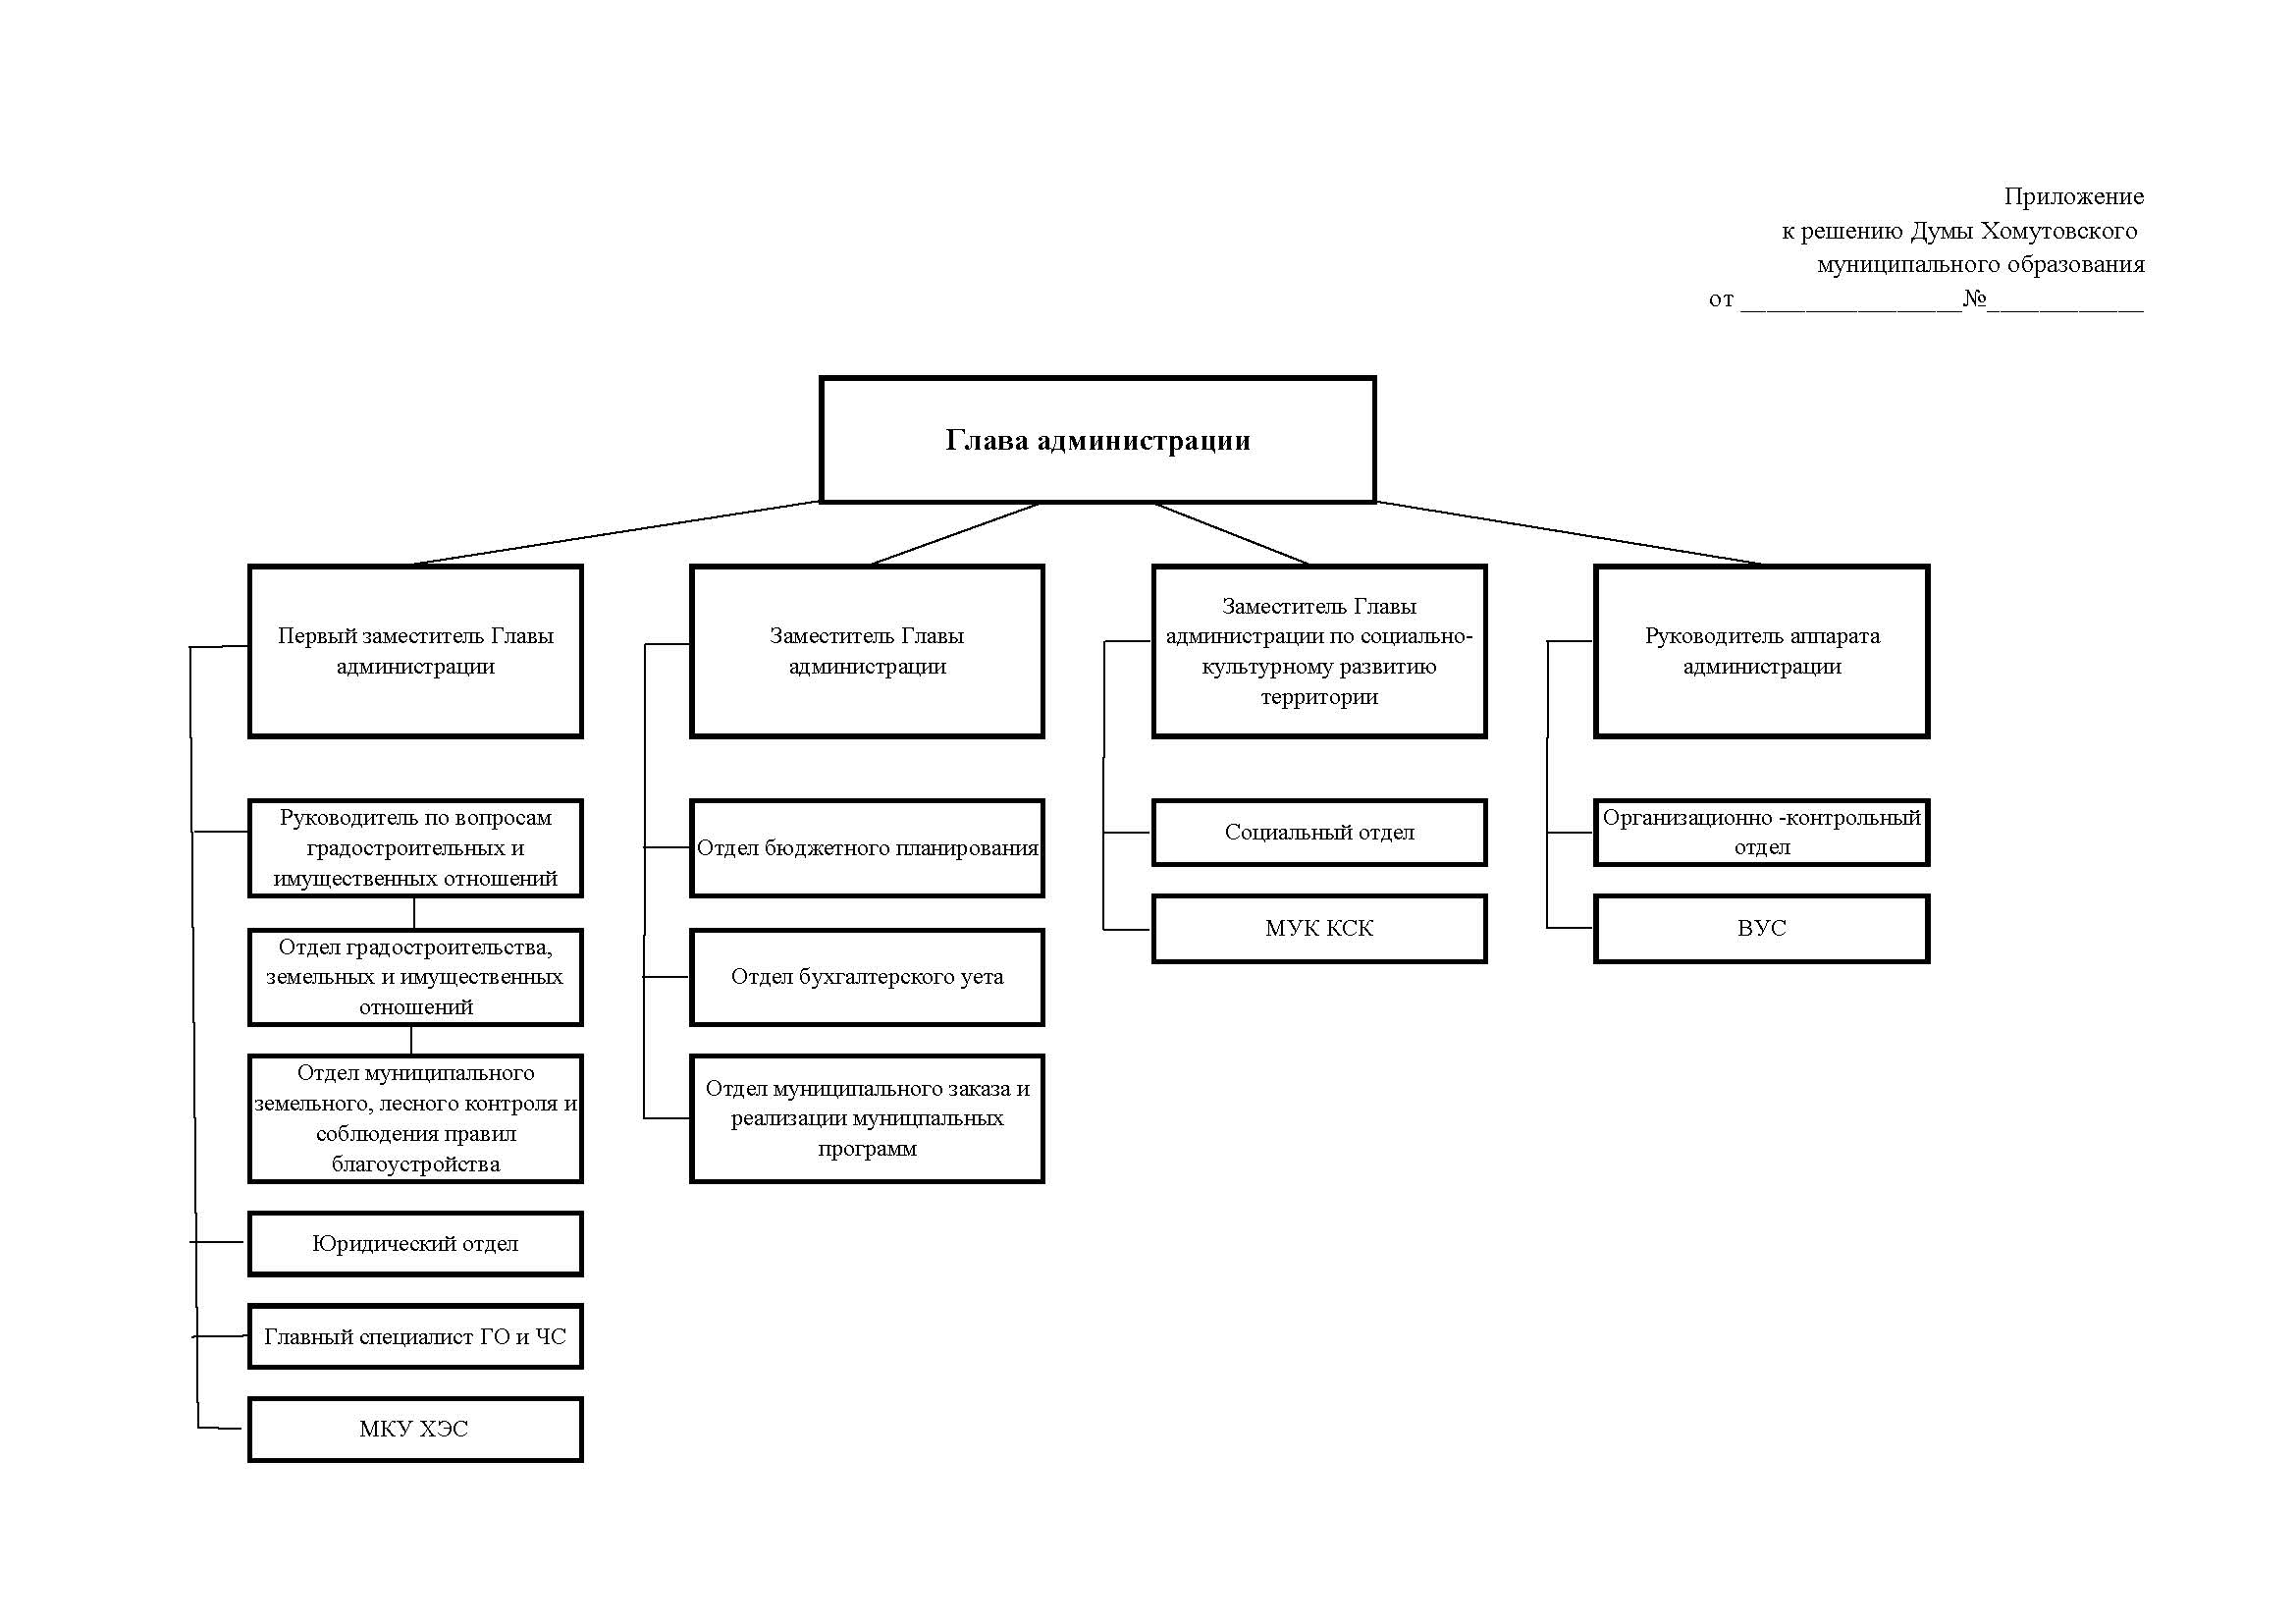 Приложение
к решению Думы Хомутовского
муниципального образования
от _________________№____________
Глава администрации
Первый заместитель Главы
администрации
Заместитель Главы
администрации
Заместитель Главы
администрации по социально-
культурному развитию
территории
Руководитель аппарата
администрации
Руководитель по вопросам
градостроительных и
имущественных отношений
Отдел градостроительства,
земельных и имущественных
отношений
Отдел муниципального
земельного, лесного контроля и
соблюдения правил
благоустройства
Юридический отдел
Главный специалист ГО и ЧС
МКУ ХЭС
Отдел бюджетного планирования
Отдел бухгалтерского уета
Отдел муниципального заказа и
реализации муницпальных
программ
Социальный отдел
МУК КСК
Организационно -контрольный
отдел
ВУС